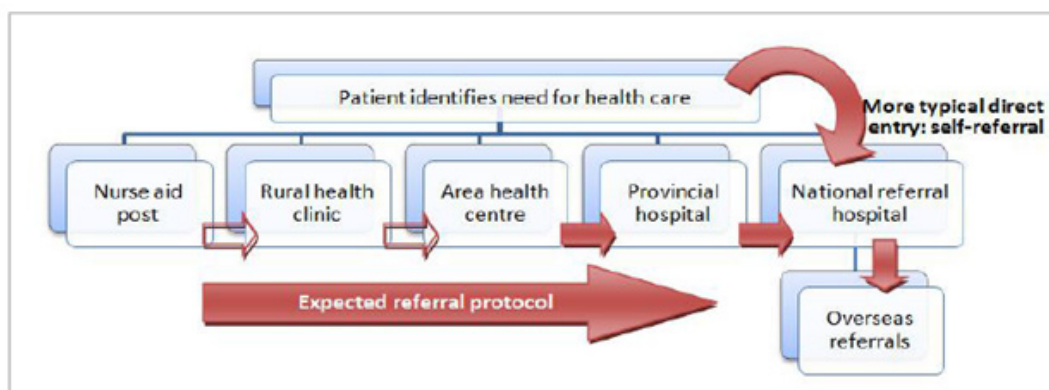 Patient identifies need for health care
More typical direct
entry: self-referral
Nurse aid
post
Rural health
clinic
Area health
centre
Provincial
hospital
National referral
hospital
Expected referral protocol
Overseas
referrals